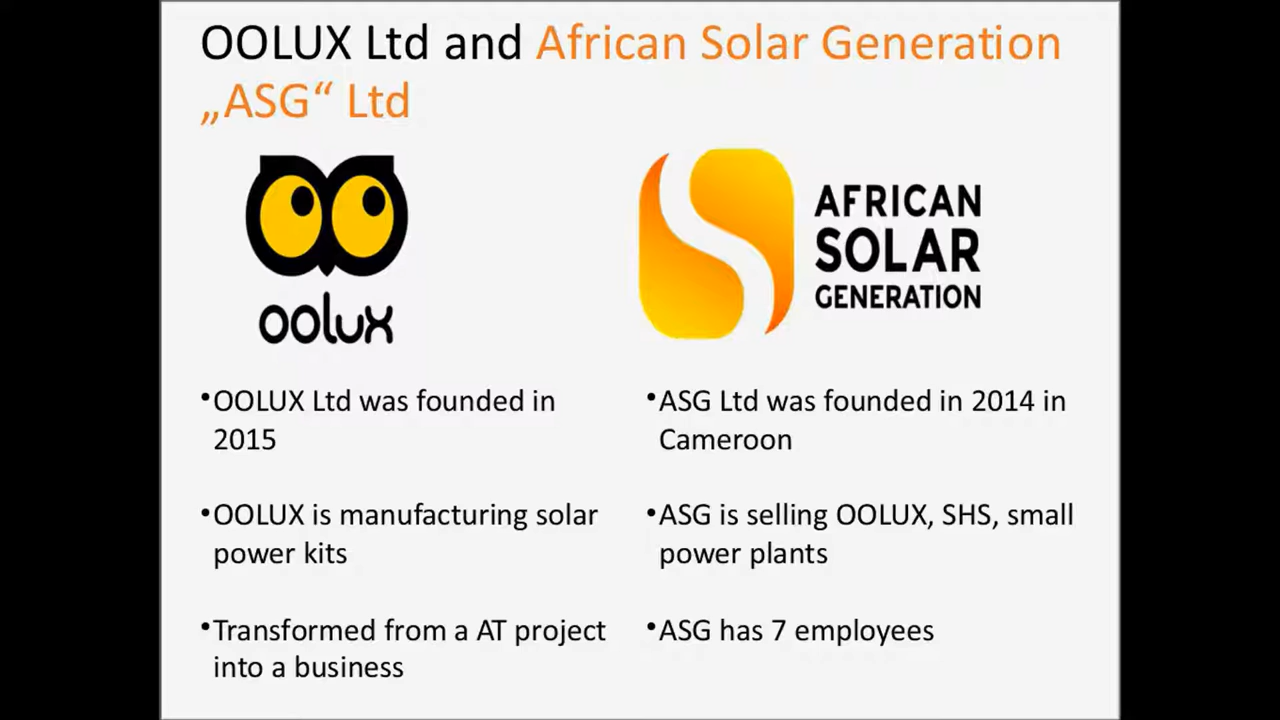 OOLUX Ltd and African Solar Generation
„ASG“ Ltd
oolux
AFRICAN
SOLAR
GENERATION
•OOLUX Ltd was founded in
2015
•OOLUX is manufacturing solar
power kits
•Transformed from a AT project
into a business
•ASG Ltd was founded in 2014 in
Cameroon
•ASG is selling OOLUX, SHS, small
power plants
•ASG has 7 employees